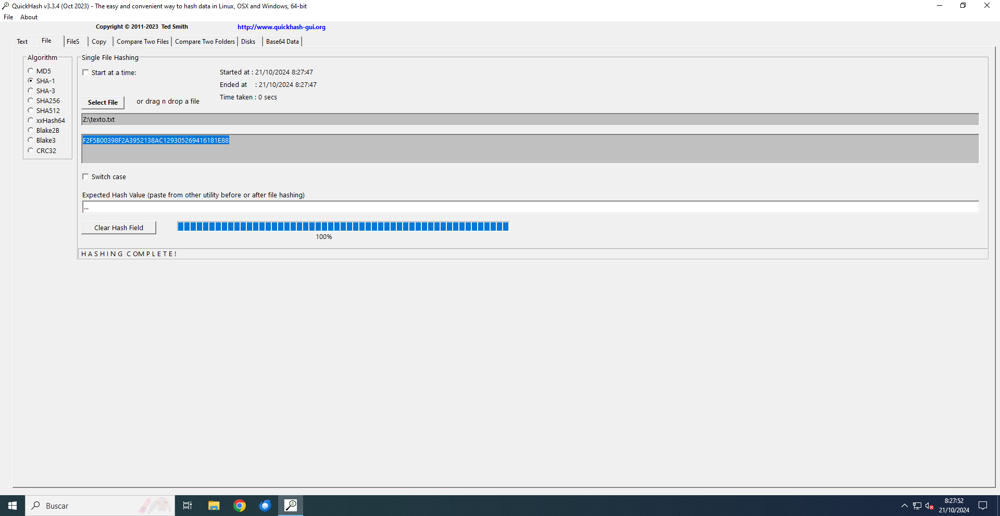 QuickHash v3.3.4 (Oct 2023) - The easy and convenient way to hash data in Linux, OSX and Windows, 64-bit
File About
Copyright © 2011-2023 Ted Smith http://www.quickhash-gui.org
Text File FileS Copy Compare Two Files Compare Two Folders Disks Base64 Data
Algorithm
MD5
SHA-1
SHA-3
SHA256
SHA512
xxHash64
Blake2B
Blake3
CRC32
Single File Hashing
Start at a time:
Started at : 21/10/2024 8:27:47
Ended at : 21/10/2024 8:27:47
Time taken : 0 secs
Select File or drag n drop a file
Z:\texto.txt
F2F5B00398F2A3952138AC129305269416181E88
Switch case
Expected Hash Value (paste from other utility before or after file hashing)
...
Clear Hash Field
100%
HASHING COMPLETE!
Buscar
8:27:52
21/10/2024